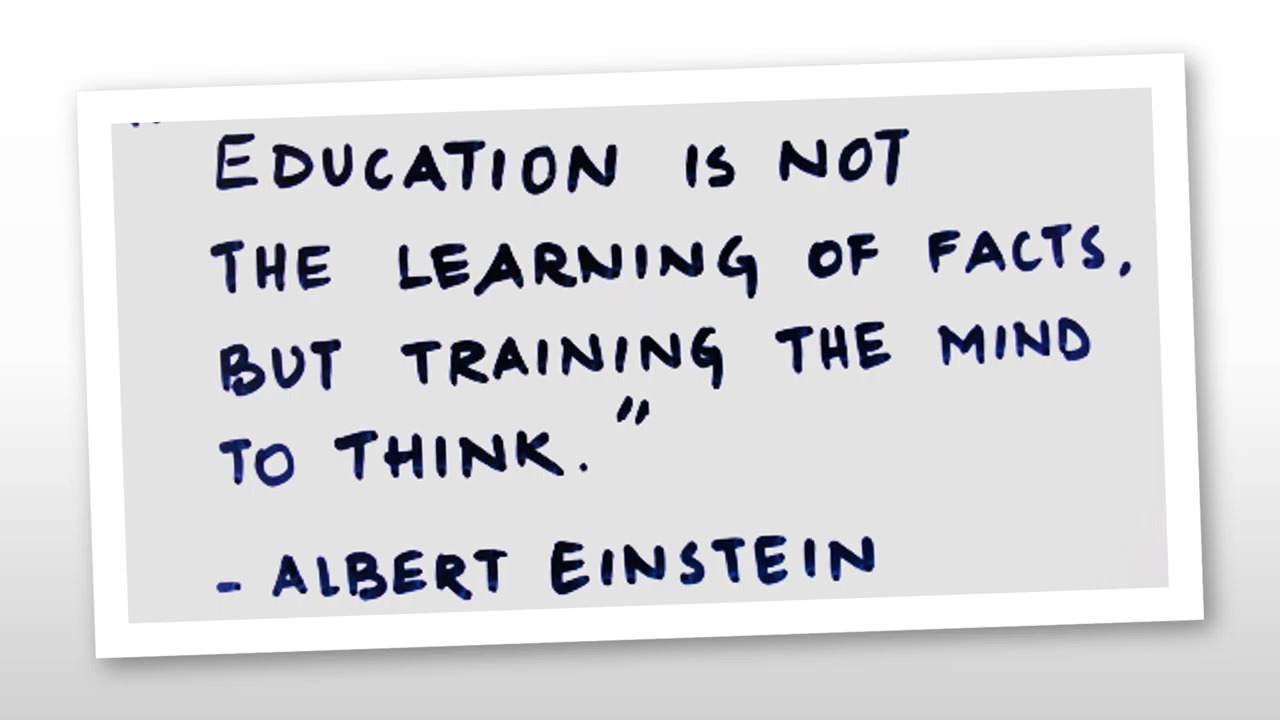 "
EDUCATION IS NOT
THE LEARNING OF FACTS,
BUT TRAINING THE MIND
TO THINK."
- ALBERT EINSTEIN